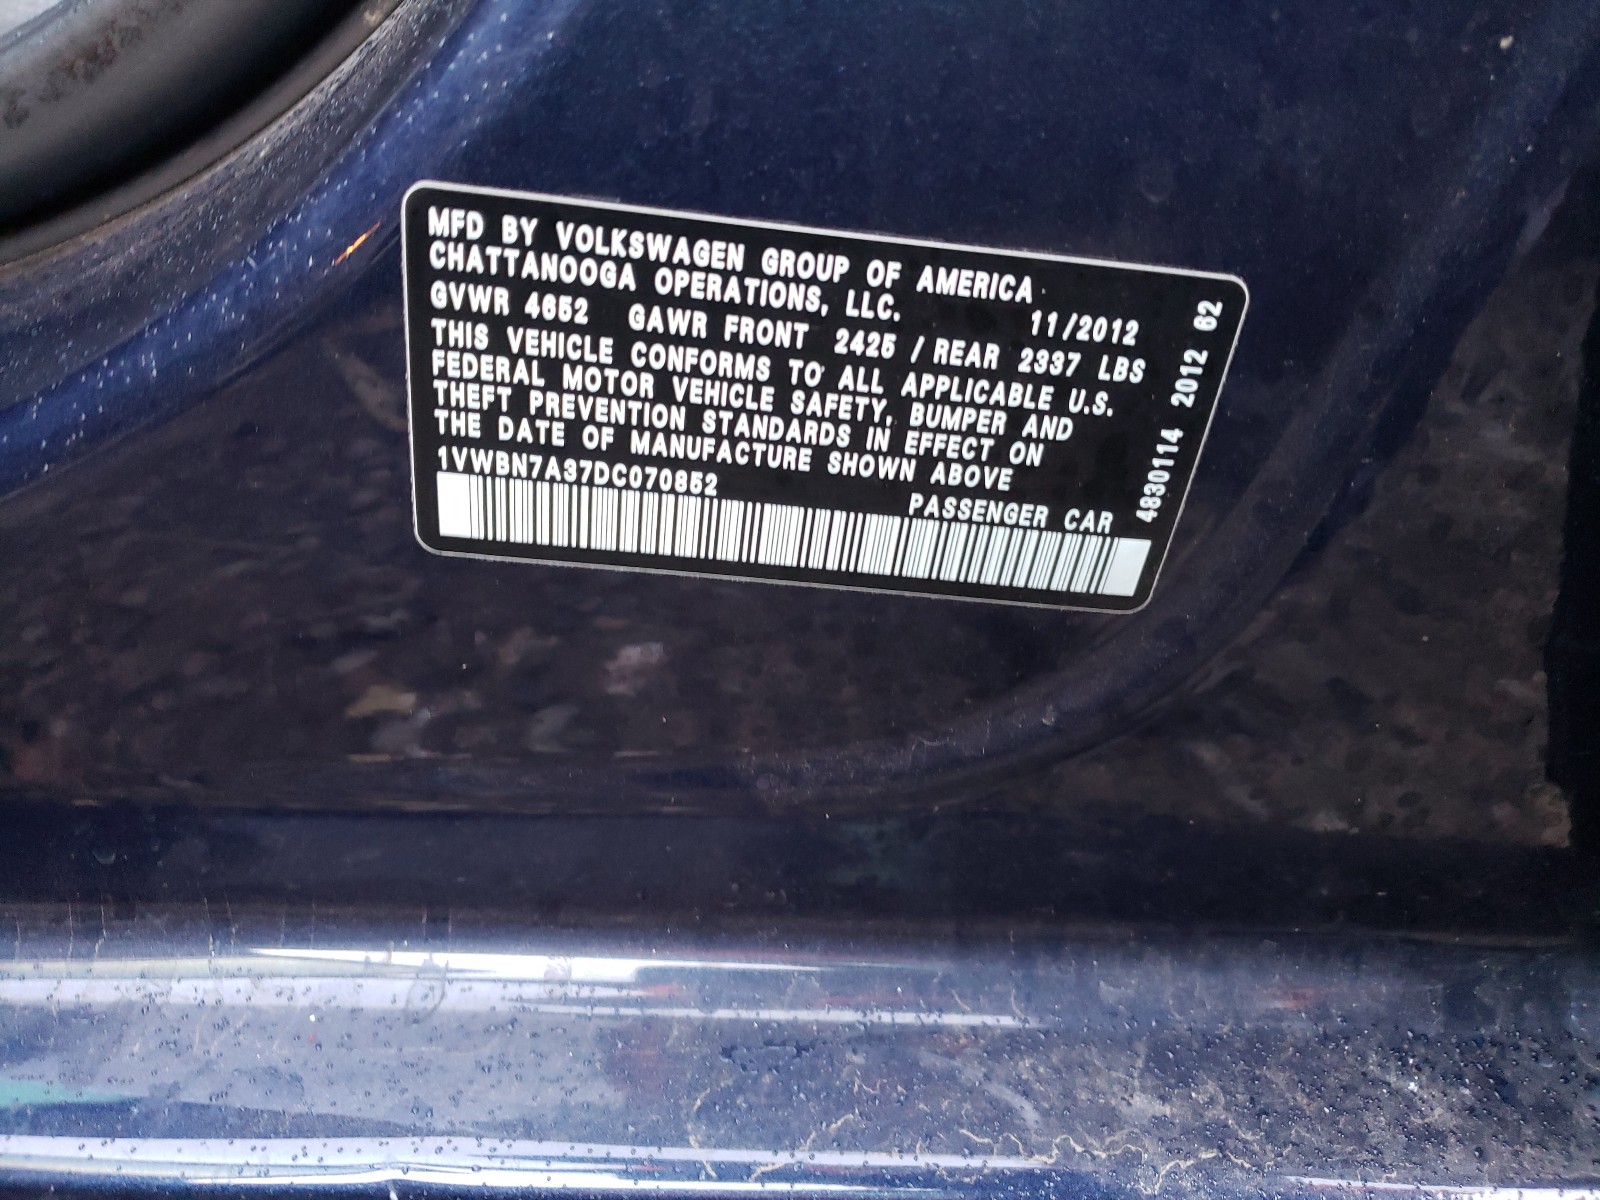 MFD BY VOLKSWAGEN GROUP OF AMERICA
CHATTANOOGA OPERATIONS, LLC. 11/2012
GVWR 4652 GAWR FRONT 2425 / REAR 2337 LBS
THIS VEHICLE CONFORMS TO ALL APPLICABLE U.S.
FEDERAL MOTOR VEHICLE SAFETY, BUMPER AND
THEFT PREVENTION STANDARDS IN EFFECT ON
THE DATE OF MANUFACTURE SHOWN ABOVE
1VWBN7A37DC070852 PASSENGER CAR
4830114 2012 62